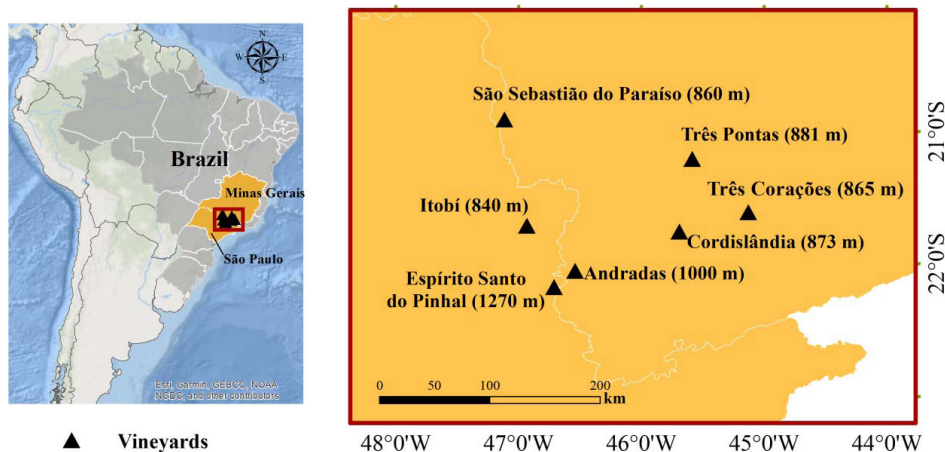 N
W E
S
Brazil
Minas Gerais
São Paulo
Esri, Garmin, GEBCO, NOAA
NGDC, and other contributors
Vineyards
São Sebastião do Paraíso (860 m)
Três Pontas (881 m)
Três Corações (865 m)
Itobí (840 m)
Cordislândia (873 m)
Andradas (1000 m)
Espírito Santo
do Pinhal (1270 m)
0 50 100 200
km
21°0'S
22°0'S
48°0'W 47°0'W 46°0'W 45°0'W 44°0'W